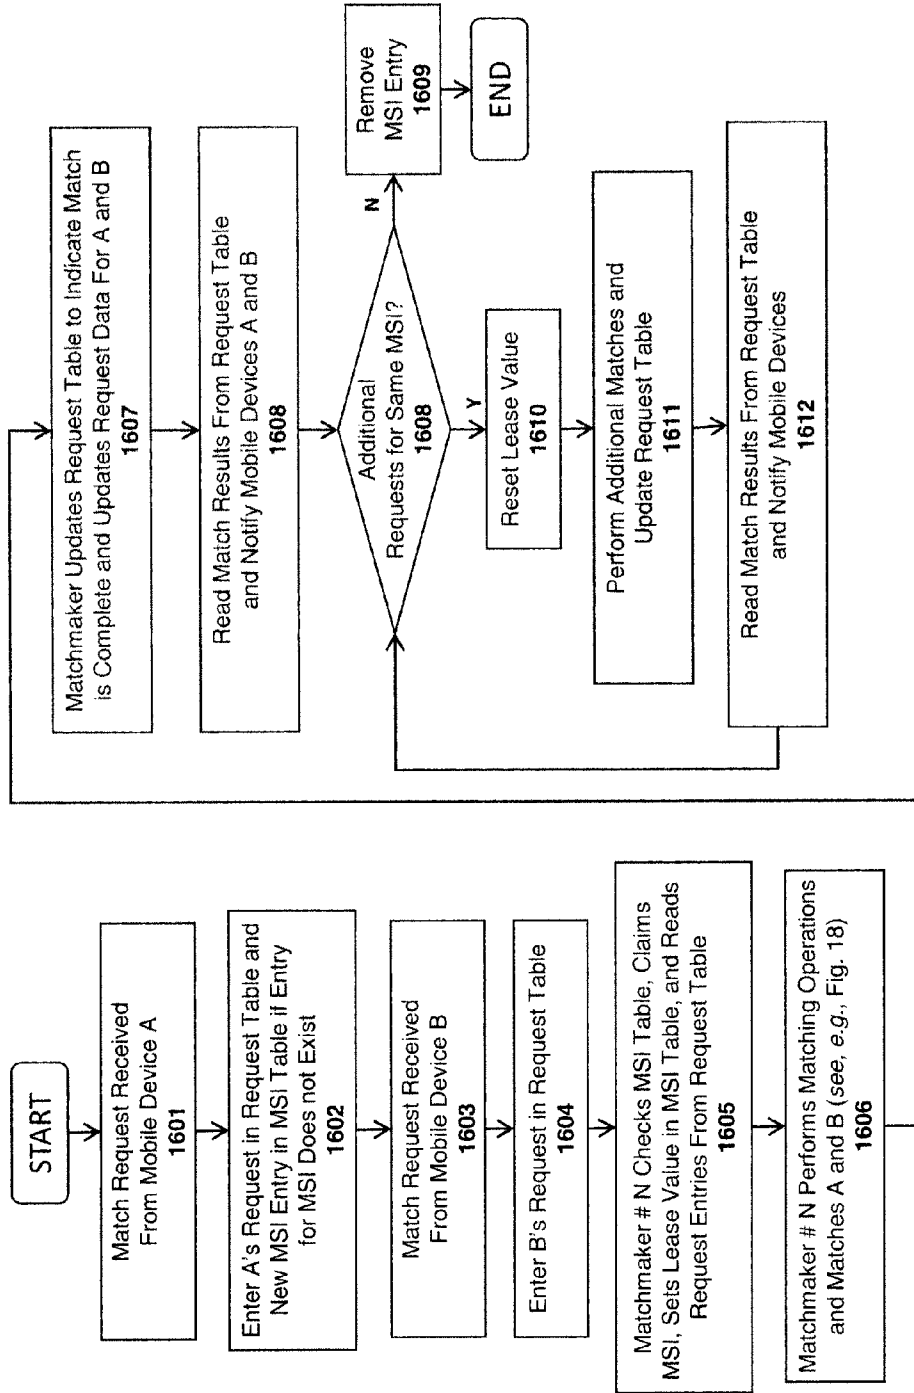 START
Match Request Received
From Mobile Device A
1601
Enter A's Request in Request Table and
New MSI Entry in MSI Table if Entry
for MSI Does not Exist
1602
Match Request Received
From Mobile Device B
1603
Enter B's Request in Request Table
1604
Matchmaker # N Checks MSI Table, Claims
MSI, Sets Lease Value in MSI Table, and Reads
Request Entries From Request Table
1605
Matchmaker # N Performs Matching Operations
and Matches A and B (see, e.g., Fig. 18)
1606
Matchmaker Updates Request Table to Indicate Match
is Complete and Updates Request Data For A and B
1607
Read Match Results From Request Table
and Notify Mobile Devices A and B
1608
Additional
Requests for Same MSI?
1608
N
Remove
MSI Entry
1609
END
Y
Reset Lease Value
1610
Perform Additional Matches and
Update Request Table
1611
Read Match Results From Request Table
and Notify Mobile Devices
1612